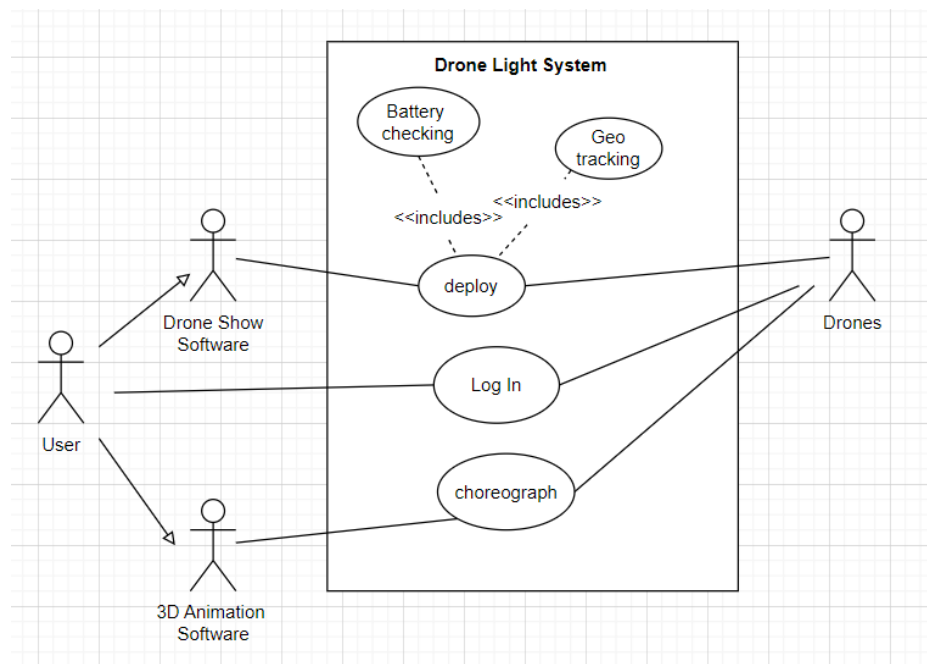 Drone Light System
Battery
checking
Geo
tracking
<<includes>>
<<includes>>
deploy
Drone Show
Software
Drones
Log In
User
choreograph
3D Animation
Software